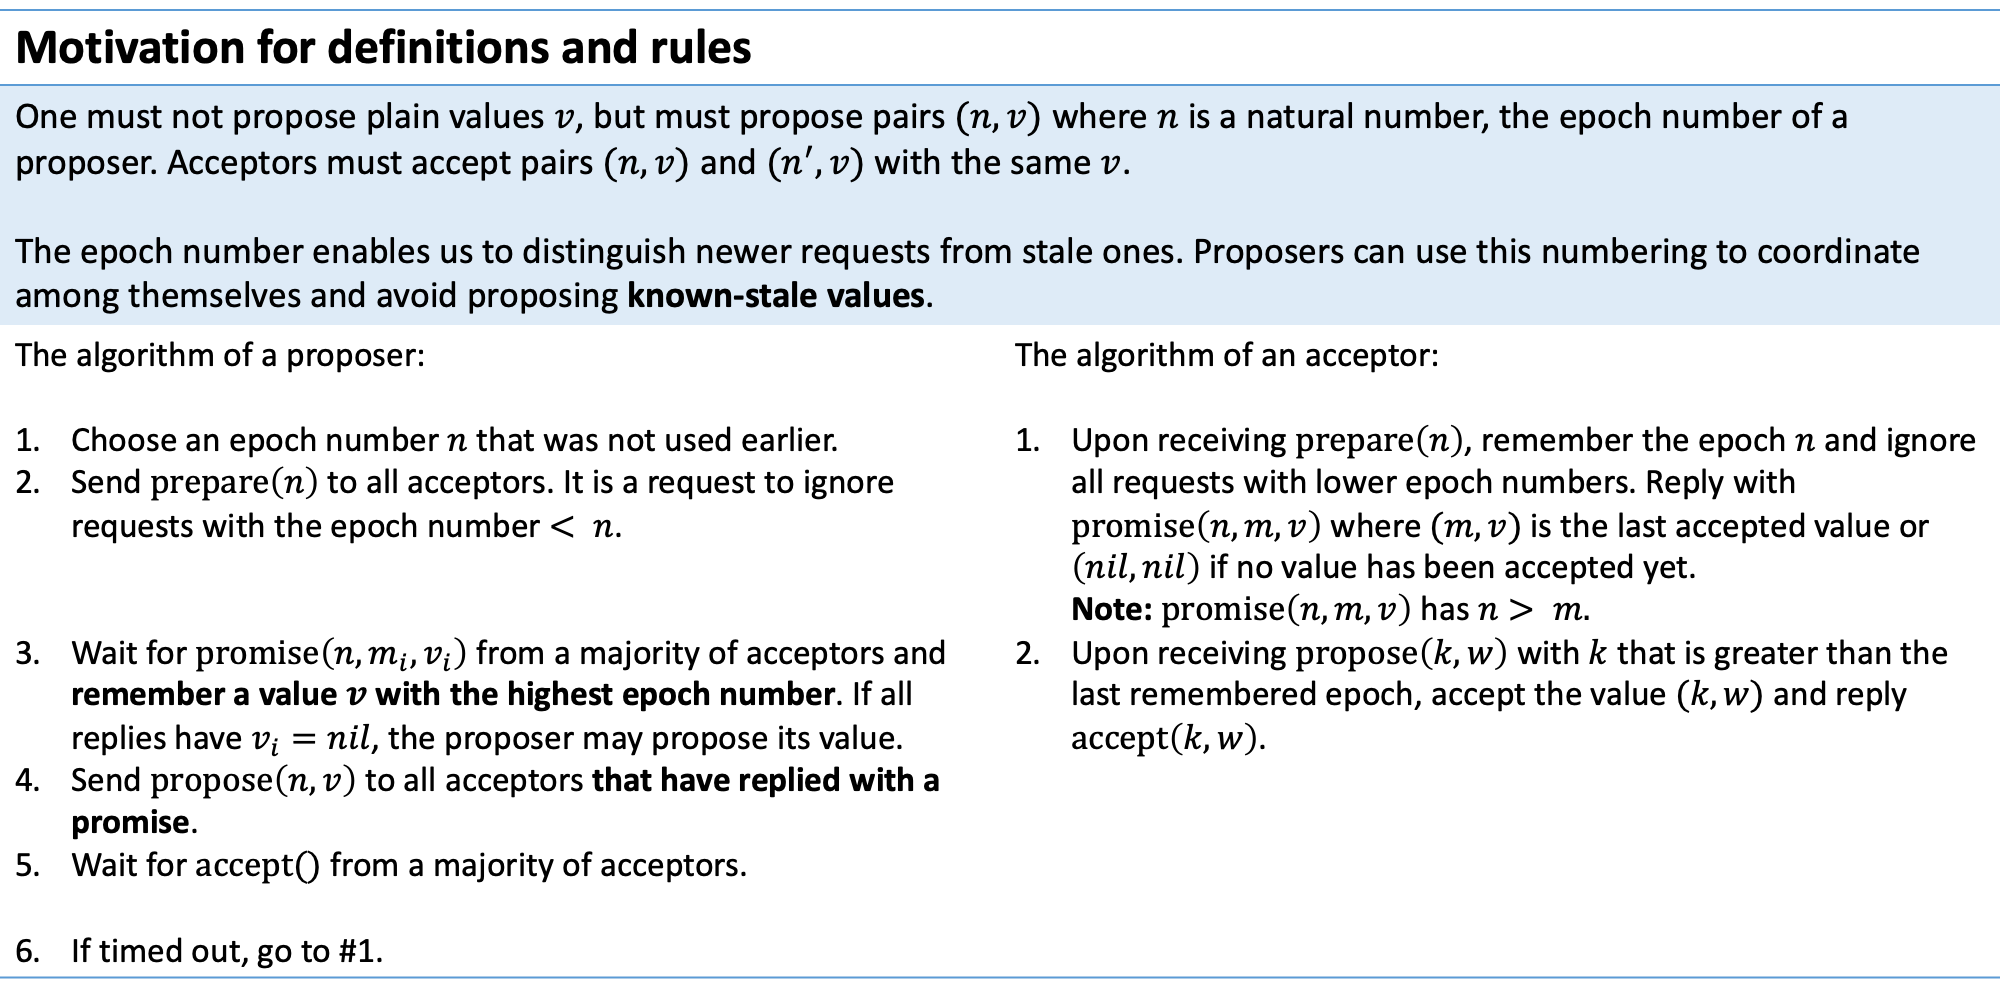 Motivation for definitions and rules
One must not propose plain values v, but must propose pairs (n, v) where n is a natural number, the epoch number of a
proposer. Acceptors must accept pairs (n, v) and (n′, v) with the same v.
The epoch number enables us to distinguish newer requests from stale ones. Proposers can use this numbering to coordinate
among themselves and avoid proposing known-stale values.
The algorithm of a proposer:
1. Choose an epoch number n that was not used earlier.
2. Send prepare(n) to all acceptors. It is a request to ignore
requests with the epoch number < n.
3. Wait for promise(n, mᵢ, vᵢ) from a majority of acceptors and
remember a value v with the highest epoch number. If all
replies have vᵢ = nil, the proposer may propose its value.
4. Send propose(n, v) to all acceptors that have replied with a
promise.
5. Wait for accept() from a majority of acceptors.
6. If timed out, go to #1.
The algorithm of an acceptor:
1. Upon receiving prepare(n), remember the epoch n and ignore
all requests with lower epoch numbers. Reply with
promise(n, m, v) where (m, v) is the last accepted value or
(nil, nil) if no value has been accepted yet.
Note: promise(n, m, v) has n > m.
2. Upon receiving propose(k, w) with k that is greater than the
last remembered epoch, accept the value (k, w) and reply
accept(k, w).